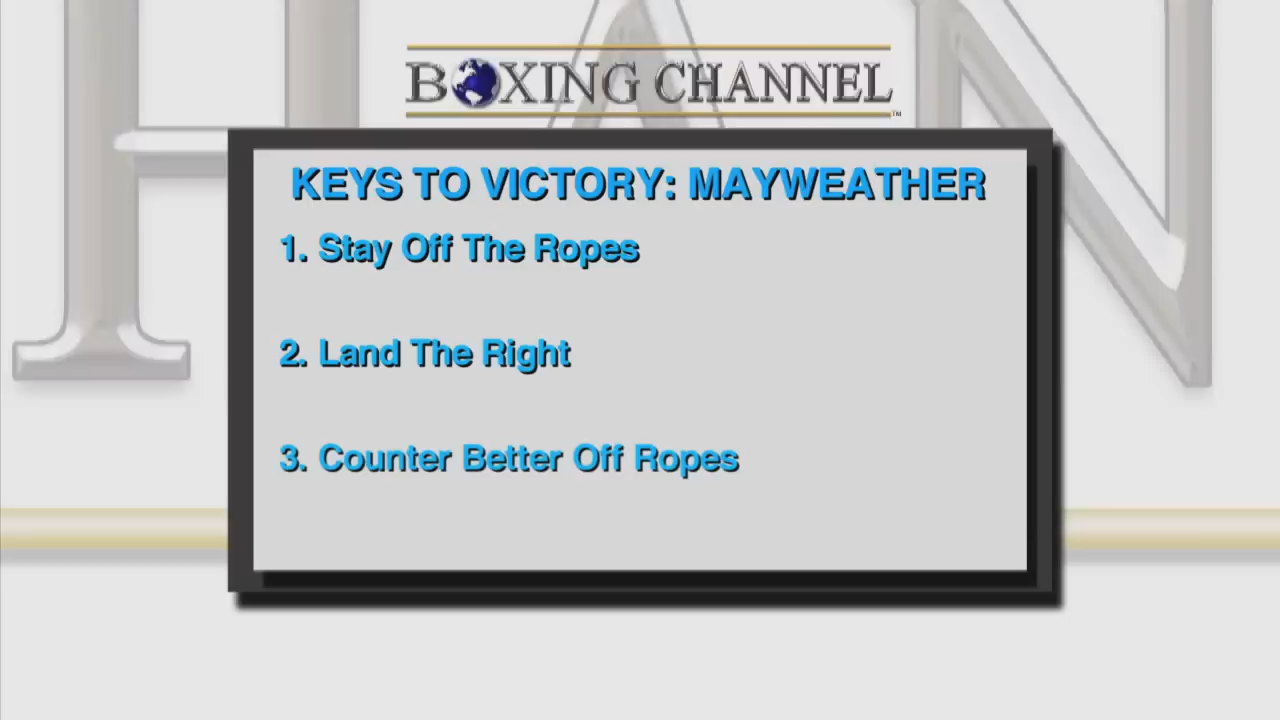 BOXING CHANNEL™
KEYS TO VICTORY: MAYWEATHER
1. Stay Off The Ropes
2. Land The Right
3. Counter Better Off Ropes